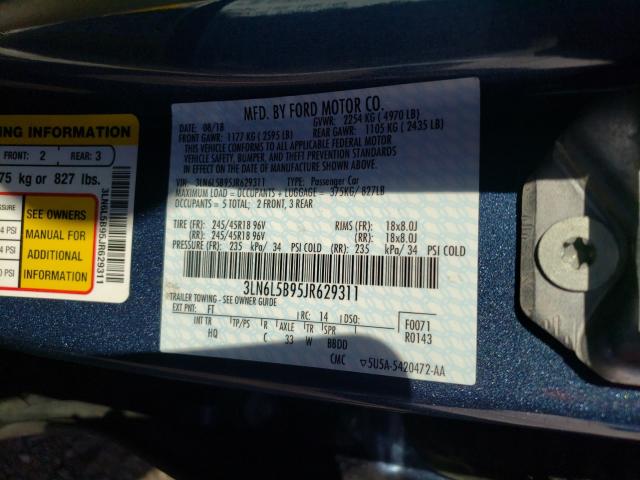 NG INFORMATION
FRONT: 2 REAR: 3
75 kg or 827 lbs.
SEE OWNERS
MANUAL FOR
ADDITIONAL
INFORMATION
3LN6L5B95JR629311
MFD. BY FORD MOTOR CO.
DATE: 08/18 GVWR: 2254 KG ( 4970 LB)
FRONT GAWR: 1177 KG (2595 LB) REAR GAWR: 1105 KG (2435 LB)
THIS VEHICLE CONFORMS TO ALL APPLICABLE FEDERAL MOTOR
VEHICLE SAFETY, BUMPER, AND THEFT PREVENTION STANDARDS
IN EFFECT ON THE DATE OF MANUFACTURE SHOWN ABOVE.
VIN: 3LN6L5B95JR629311 TYPE: Passenger Car
MAXIMUM LOAD = OCCUPANTS + LUGGAGE = 375KG/ 827LB
OCCUPANTS = 5 TOTAL, 2 FRONT, 3 REAR
TIRE (FR): 245/45R18 96V RIMS (FR): 18x8.0J
(RR): 245/45R18 96V (RR): 18x8.0J
PRESSURE (FR): 235 kPa/ 34 PSI COLD (RR): 235 kPa/ 34 PSI COLD
3LN6L5B95JR629311
TRAILER TOWING - SEE OWNER GUIDE
EXT PNT: FT RC: 14 DSO:
INT TR TP/PS R AXLE TR SPR F0071
HQ C 33 W BBDD R0143
CMC ▽5U5A-5420472-AA